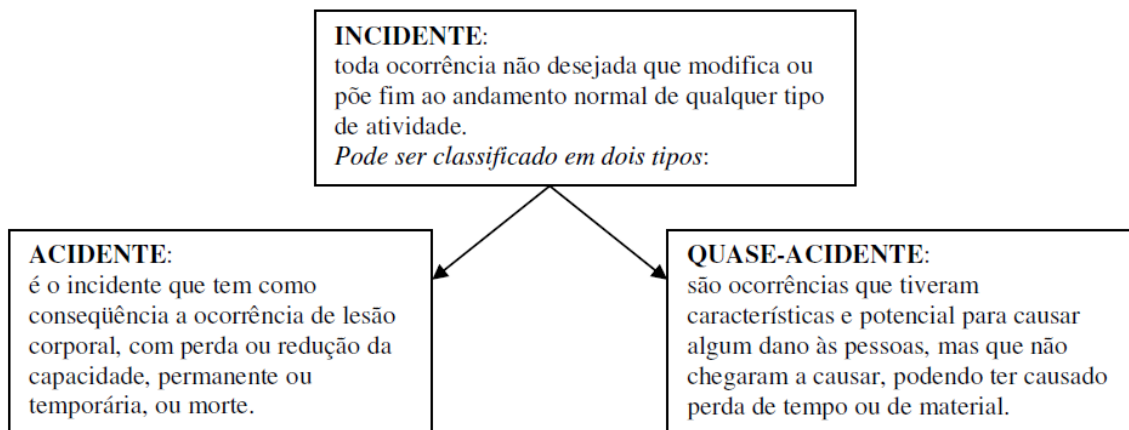 INCIDENTE:
toda ocorrência não desejada que modifica ou
põe fim ao andamento normal de qualquer tipo
de atividade.
Pode ser classificado em dois tipos:
ACIDENTE:
é o incidente que tem como
conseqüência a ocorrência de lesão
corporal, com perda ou redução da
capacidade, permanente ou
temporária, ou morte.
QUASE-ACIDENTE:
são ocorrências que tiveram
características e potencial para causar
algum dano às pessoas, mas que não
chegaram a causar, podendo ter causado
perda de tempo ou de material.